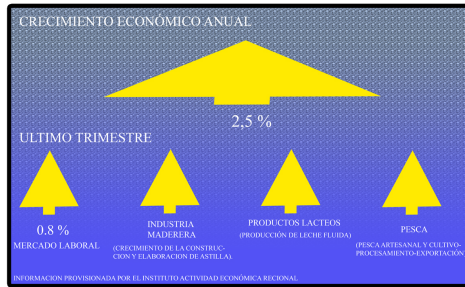 CRECIMIENTO ECONÓMICO ANUAL
2,5 %
ULTIMO TRIMESTRE
0.8 %
MERCADO LABORAL
INDUSTRIA
MADERERA
(CRECIMIENTO DE LA CONSTRUC-
CION Y ELABORACION DE ASTILLA).
PRODUCTOS LACTEOS
(PRODUCCIÓN DE LECHE FLUIDA)
PESCA
(PESCA ARTESANAL Y CULTIVO-
PROCESAMIENTO-EXPORTACIÓN)
INFORMACION PROVISIONADA POR EL INSTITUTO ACTIVIDAD ECONÓMICA RECIONAL